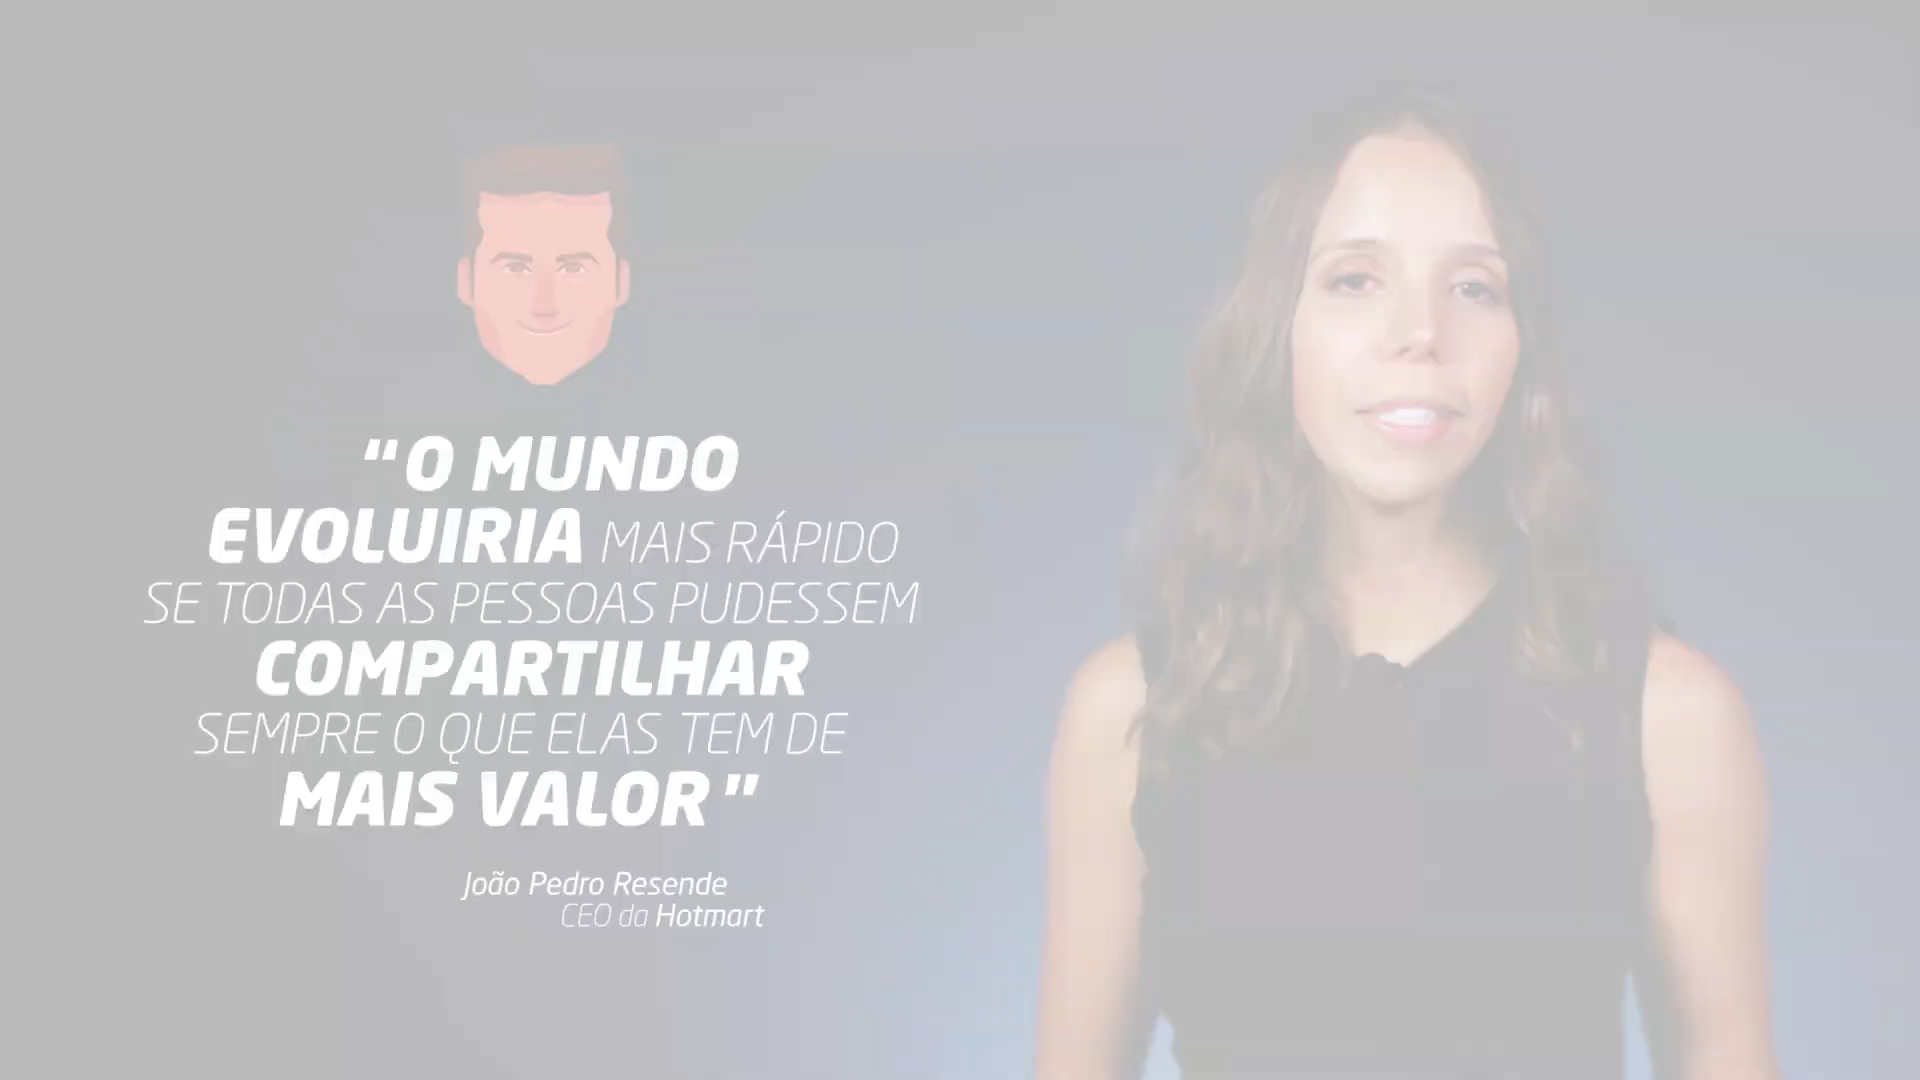 “O MUNDO
EVOLUIRIA MAIS RÁPIDO
SE TODAS AS PESSOAS PUDESSEM
COMPARTILHAR
SEMPRE O QUE ELAS TEM DE
MAIS VALOR”
João Pedro Resende
CEO da Hotmart